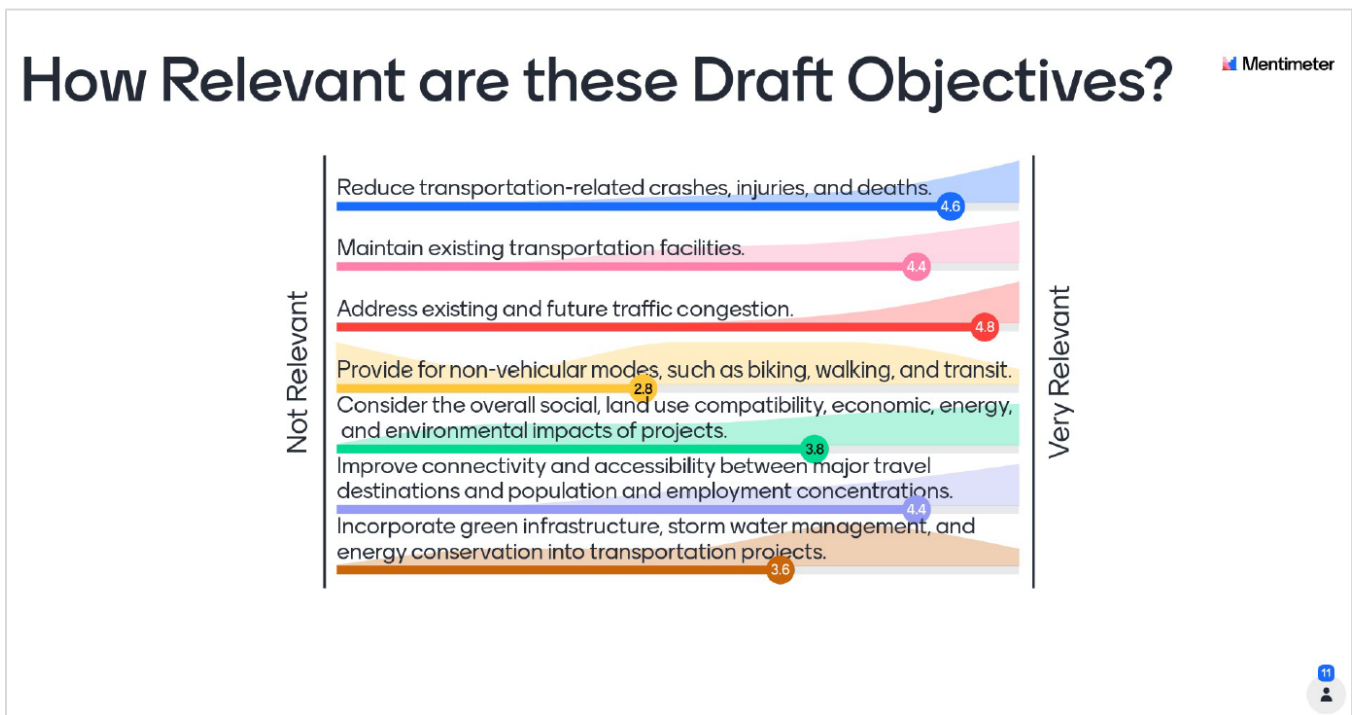 How Relevant are these Draft Objectives?
Mentimeter
Not Relevant
Reduce transportation-related crashes, injuries, and deaths.
4.6
Maintain existing transportation facilities.
4.4
Address existing and future traffic congestion.
4.8
Provide for non-vehicular modes, such as biking, walking, and transit.
2.8
Consider the overall social, land use compatibility, economic, energy,
and environmental impacts of projects.
3.8
Improve connectivity and accessibility between major travel
destinations and population and employment concentrations.
4.4
Incorporate green infrastructure, storm water management, and
energy conservation into transportation projects.
3.6
Very Relevant
11